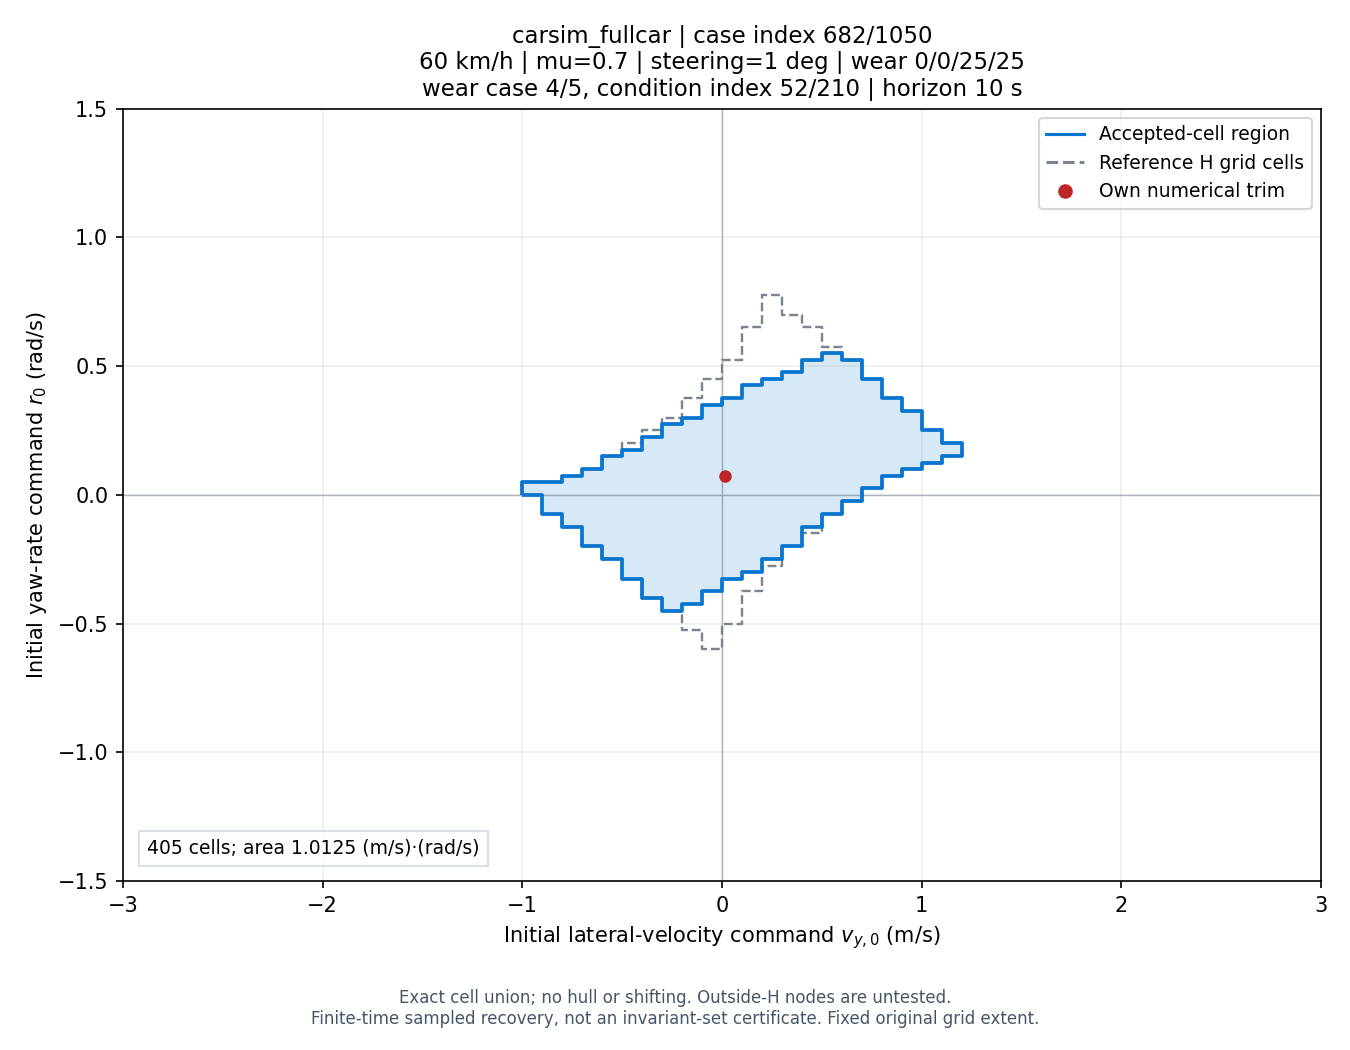 carsim_fullcar | case index 682/1050
60 km/h | mu=0.7 | steering=1 deg | wear 0/0/25/25
wear case 4/5, condition index 52/210 | horizon 10 s
Accepted-cell region
Reference H grid cells
Own numerical trim
1.5
1.0
0.5
0.0
−0.5
−1.0
−1.5
Initial yaw-rate command r0 (rad/s)
405 cells; area 1.0125 (m/s)·(rad/s)
−3
−2
−1
0
1
2
3
Initial lateral-velocity command vy,0 (m/s)
Exact cell union; no hull or shifting. Outside-H nodes are untested.
Finite-time sampled recovery, not an invariant-set certificate. Fixed original grid extent.